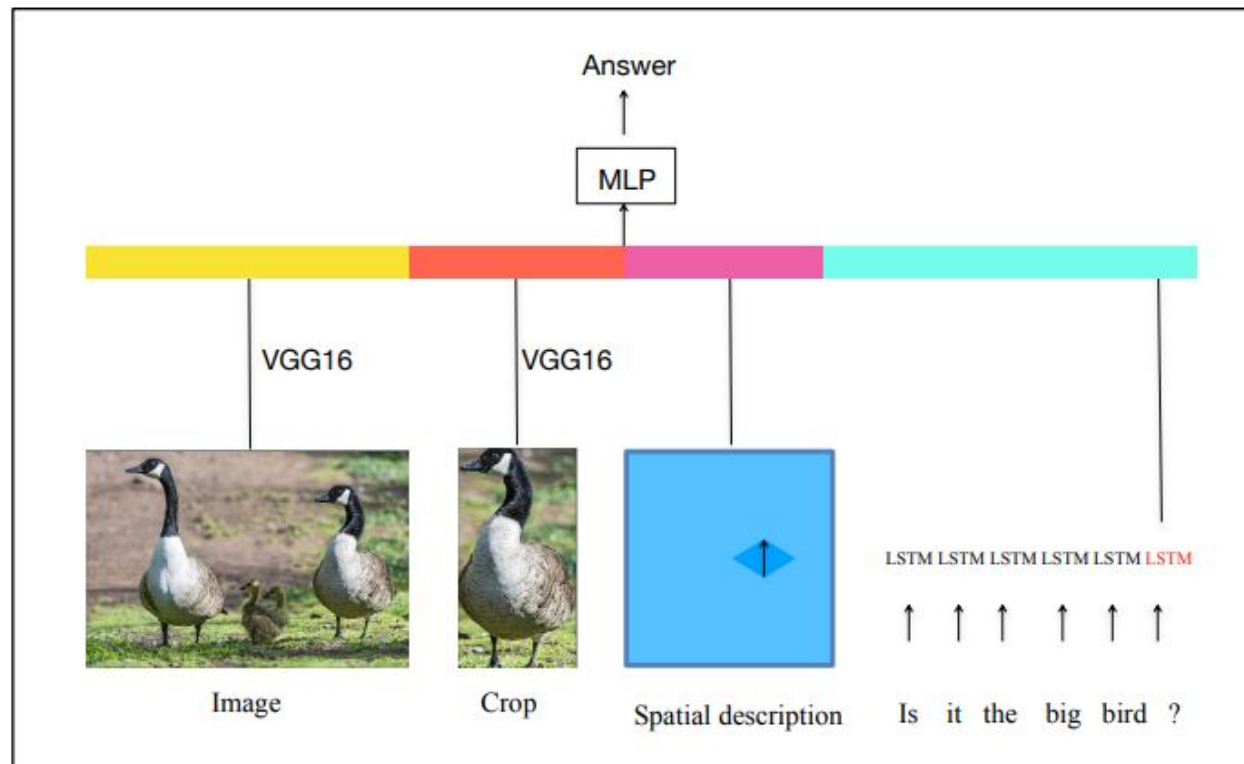 Answer
MLP
VGG16 VGG16
LSTM LSTM LSTM LSTM LSTM LSTM
Image Crop Spatial description Is it the big bird ?